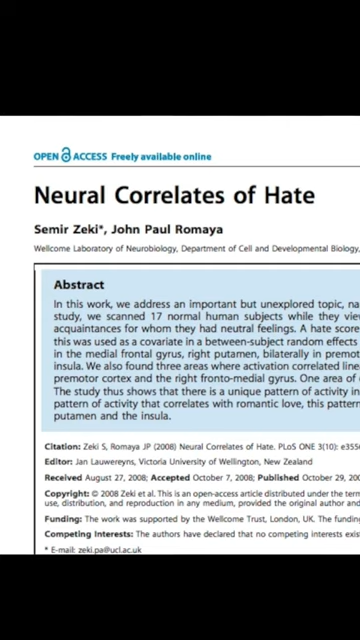 OPEN ACCESS Freely available online
Neural Correlates of Hate
Semir Zeki*, John Paul Romaya
Wellcome Laboratory of Neurobiology, Department of Cell and Developmental Biology,
Abstract
In this work, we address an important but unexplored topic, na
study, we scanned 17 normal human subjects while they vie
acquaintances for whom they had neutral feelings. A hate score
this was used as a covariate in a between-subject random effects
in the medial frontal gyrus, right putamen, bilaterally in premot
insula. We also found three areas where activation correlated line
premotor cortex and the right fronto-medial gyrus. One area of
The study thus shows that there is a unique pattern of activity in
pattern of activity that correlates with romantic love, this pattern
putamen and the insula.
Citation: Zeki S, Romaya JP (2008) Neural Correlates of Hate. PLoS ONE 3(10): e355
Editor: Jan Lauwereyns, Victoria University of Wellington, New Zealand
Received August 27, 2008; Accepted October 7, 2008; Published October 29, 200
Copyright: © 2008 Zeki et al. This is an open-access article distributed under the term
use, distribution, and reproduction in any medium, provided the original author and
Funding: The work was supported by the Wellcome Trust, London, UK. The funding
Competing Interests: The authors have declared that no competing interests exis
* E-mail: zeki.pa@ucl.ac.uk